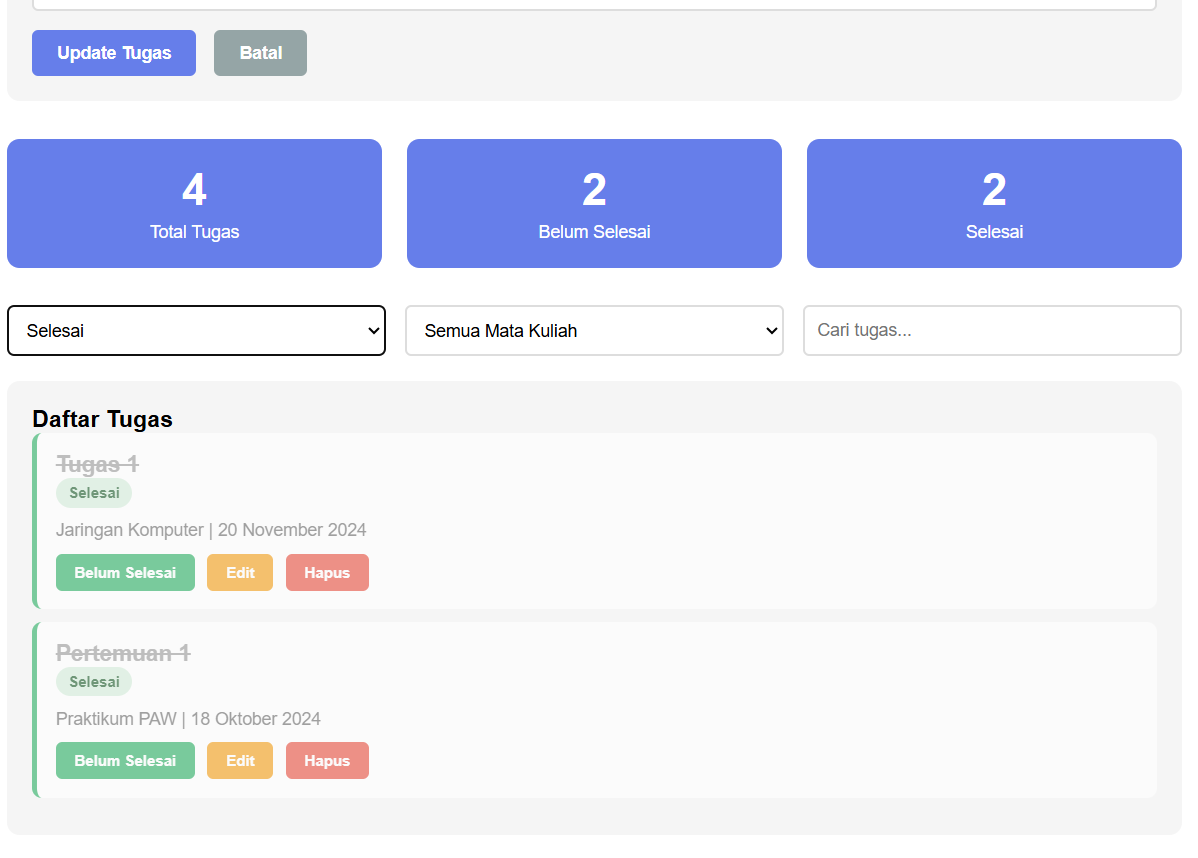 Update Tugas Batal
4 2 2
Total Tugas Belum Selesai Selesai
Selesai Semua Mata Kuliah Cari tugas...
Daftar Tugas
Tugas 1
Selesai
Jaringan Komputer | 20 November 2024
Belum Selesai Edit Hapus
Pertemuan 1
Selesai
Praktikum PAW | 18 Oktober 2024
Belum Selesai Edit Hapus